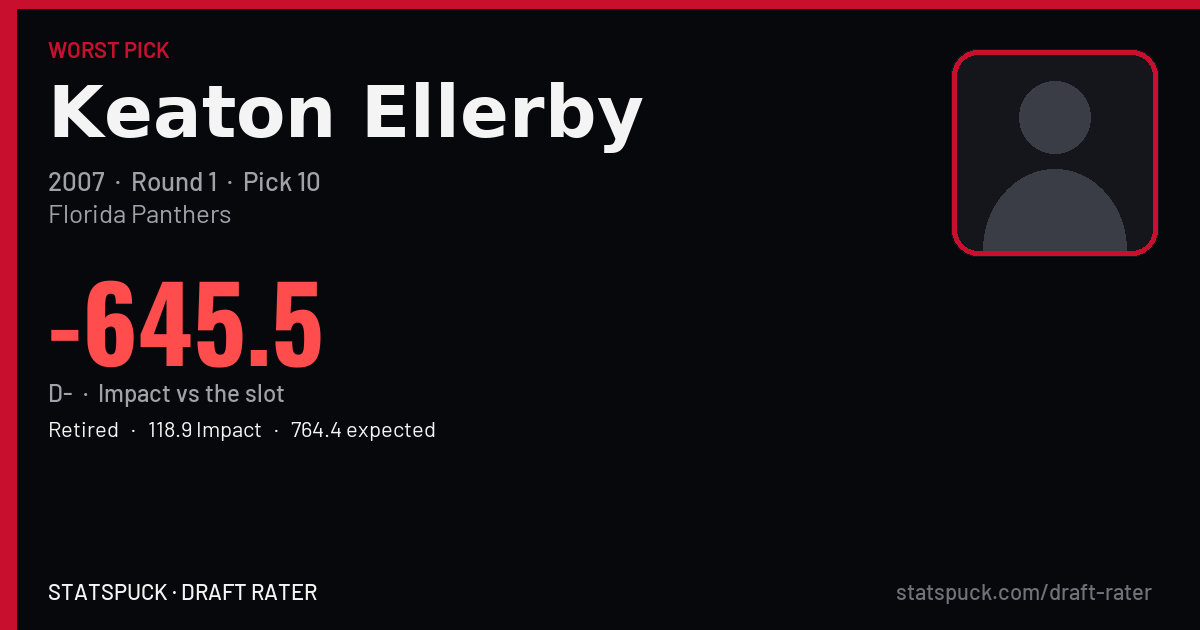 WORST PICK
Keaton Ellerby
2007 · Round 1 · Pick 10
Florida Panthers
-645.5
D- · Impact vs the slot
Retired · 118.9 Impact · 764.4 expected
STATSPUCK · DRAFT RATER
statspuck.com/draft-rater